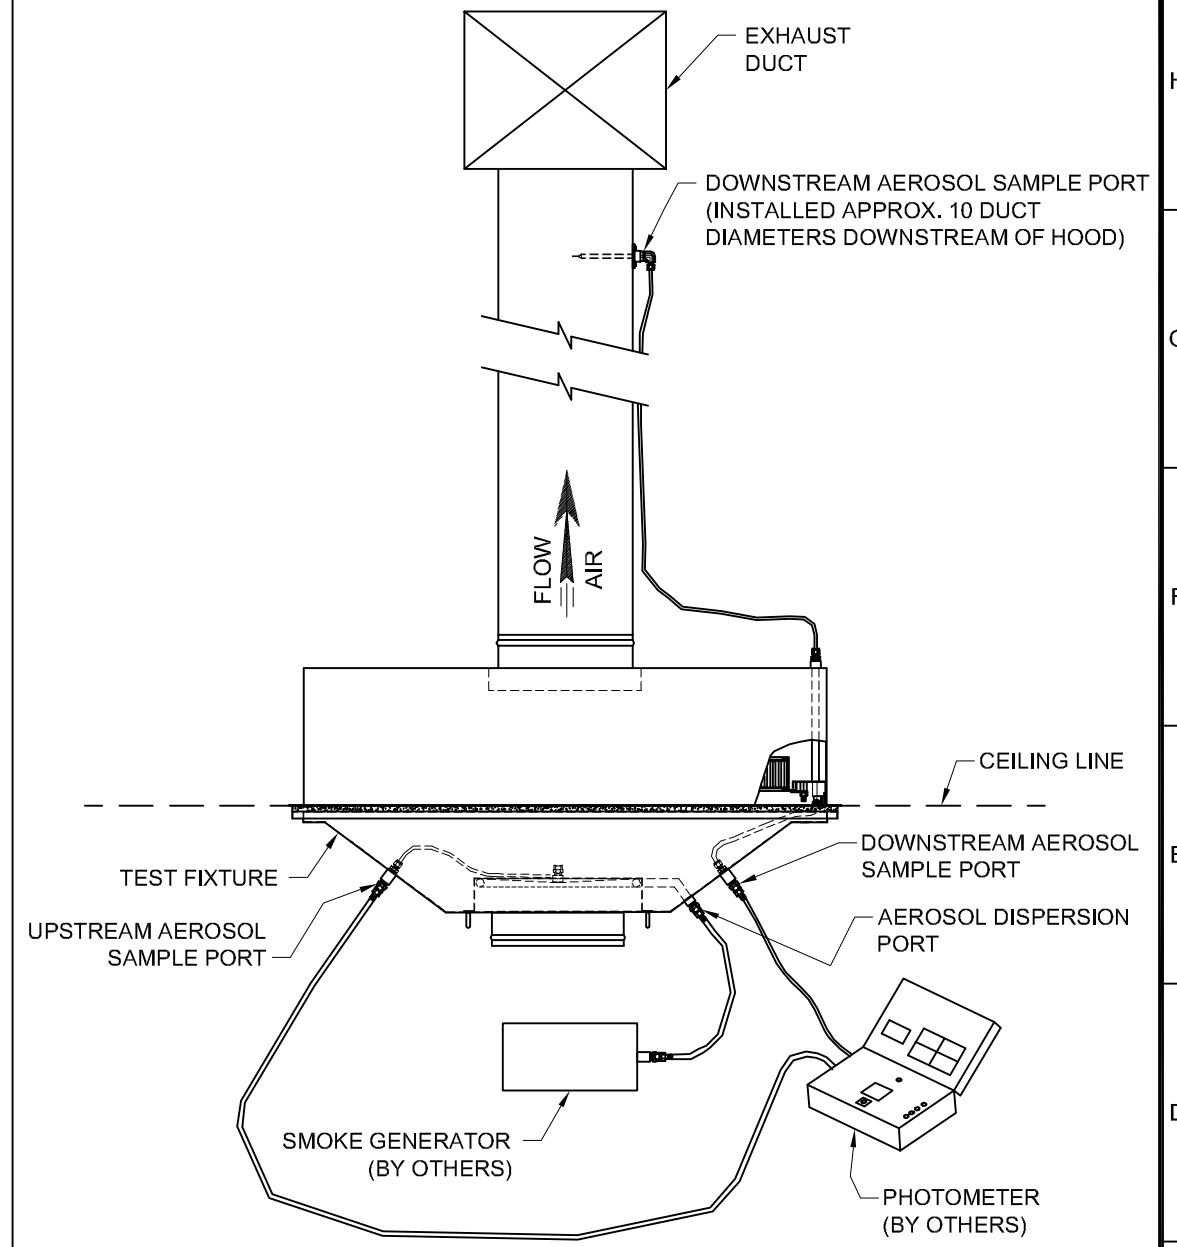 EXHAUST
DUCT
H
DOWNSTREAM AEROSOL SAMPLE PORT
(INSTALLED APPROX. 10 DUCT
DIAMETERS DOWNSTREAM OF HOOD)
FLOW
AIR
F
CEILING LINE
TEST FIXTURE
DOWNSTREAM AEROSOL
SAMPLE PORT
E
UPSTREAM AEROSOL
SAMPLE PORT
AEROSOL DISPERSION
PORT
SMOKE GENERATOR
(BY OTHERS)
D
PHOTOMETER
(BY OTHERS)